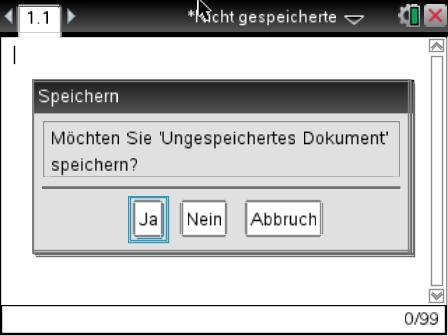 1.1
*Nicht gespeicherte
Speichern
Möchten Sie 'Ungespeichertes Dokument'
speichern?
Ja Nein Abbruch
0/99